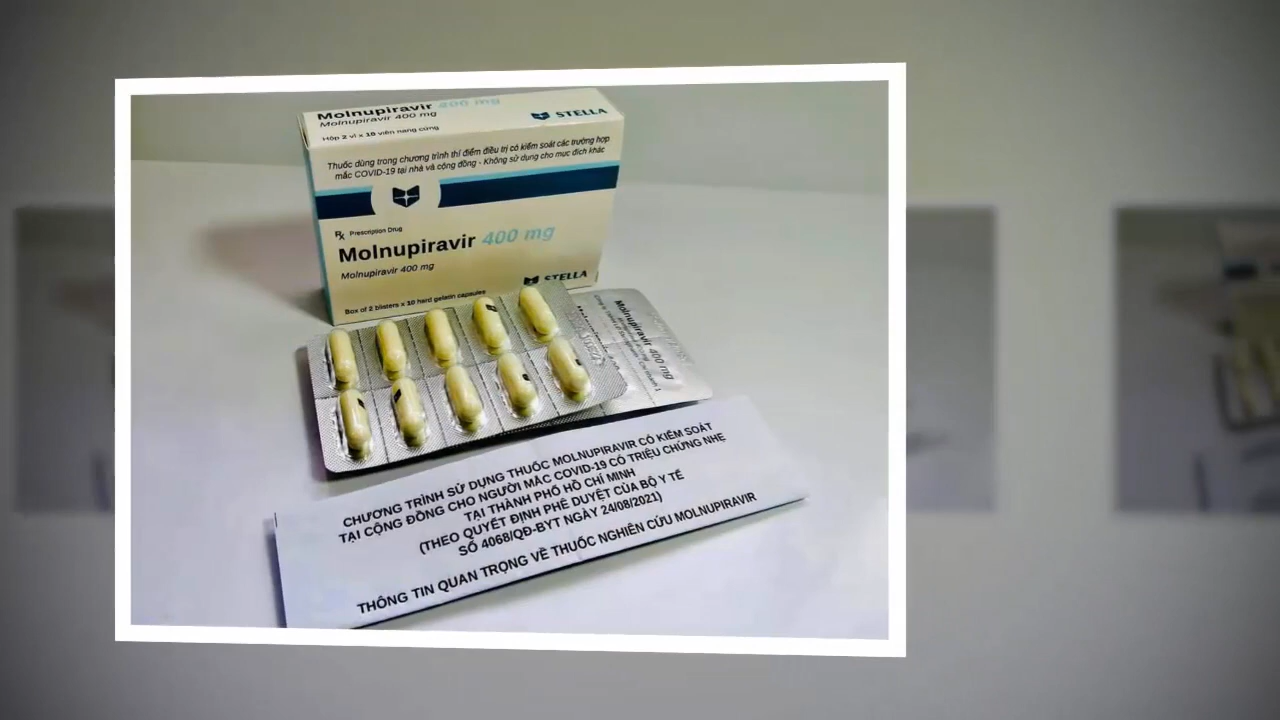 Molnupiravir 400 mg
Molnupiravir 400 mg
STELLA
Hộp 2 vỉ x 10 viên nang cứng
Thuốc dùng trong chương trình thí điểm điều trị có kiểm soát các trường hợp
mắc COVID-19 tại nhà và cộng đồng - Không sử dụng cho mục đích khác
Rx Prescription Drug
Molnupiravir 400 mg
Molnupiravir 400 mg
STELLA
Box of 2 blisters x 10 hard gelatin capsules
Molnupiravir 400 mg
CHƯƠNG TRÌNH SỬ DỤNG THUỐC MOLNUPIRAVIR CÓ KIỂM SOÁT
TẠI CỘNG ĐỒNG CHO NGƯỜI MẮC COVID-19 CÓ TRIỆU CHỨNG NHẸ
TẠI THÀNH PHỐ HỒ CHÍ MINH
(THEO QUYẾT ĐỊNH PHÊ DUYỆT CỦA BỘ Y TẾ
SỐ 4068/QĐ-BYT NGÀY 24/08/2021)
THÔNG TIN QUAN TRỌNG VỀ THUỐC NGHIÊN CỨU MOLNUPIRAVIR